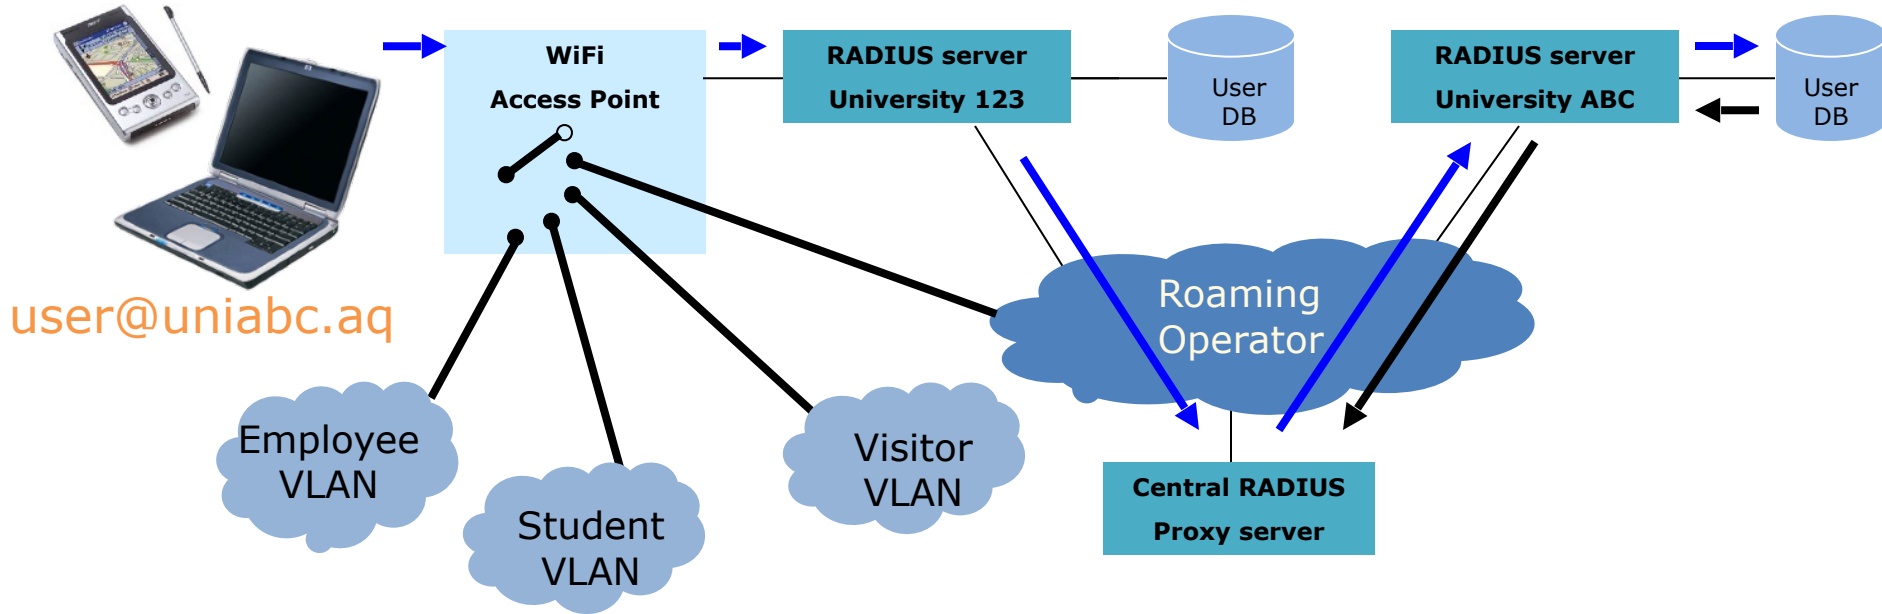 WiFi
Access Point
RADIUS server
University 123
User
DB
RADIUS server
University ABC
User
DB
user@uniabc.aq
Roaming
Operator
Employee
VLAN
Student
VLAN
Visitor
VLAN
Central RADIUS
Proxy server